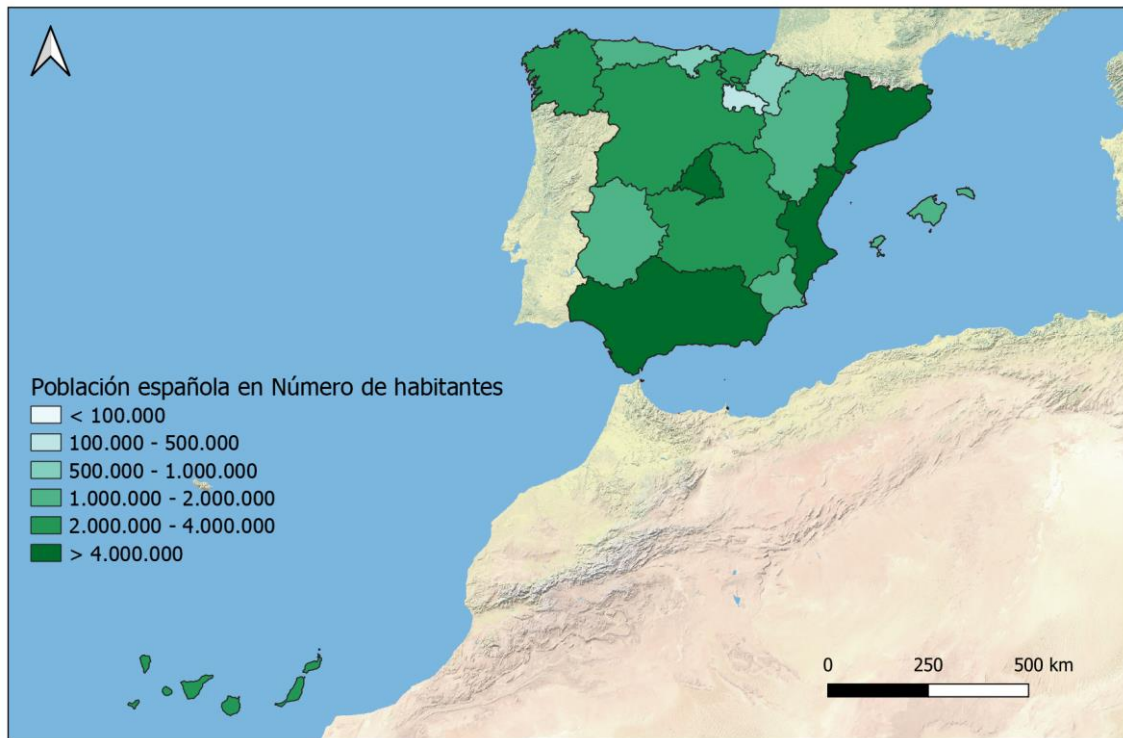 Población española en Número de habitantes
< 100.000
100.000 - 500.000
500.000 - 1.000.000
1.000.000 - 2.000.000
2.000.000 - 4.000.000
> 4.000.000
0 250 500 km